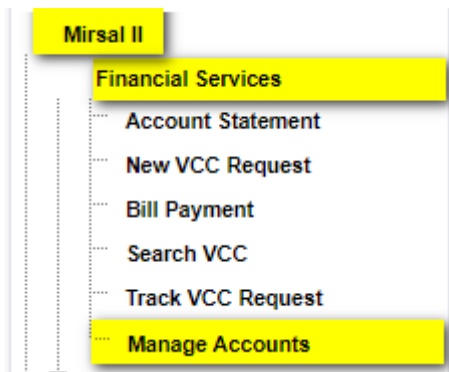 Mirsal II
Financial Services
Account Statement
New VCC Request
Bill Payment
Search VCC
Track VCC Request
Manage Accounts